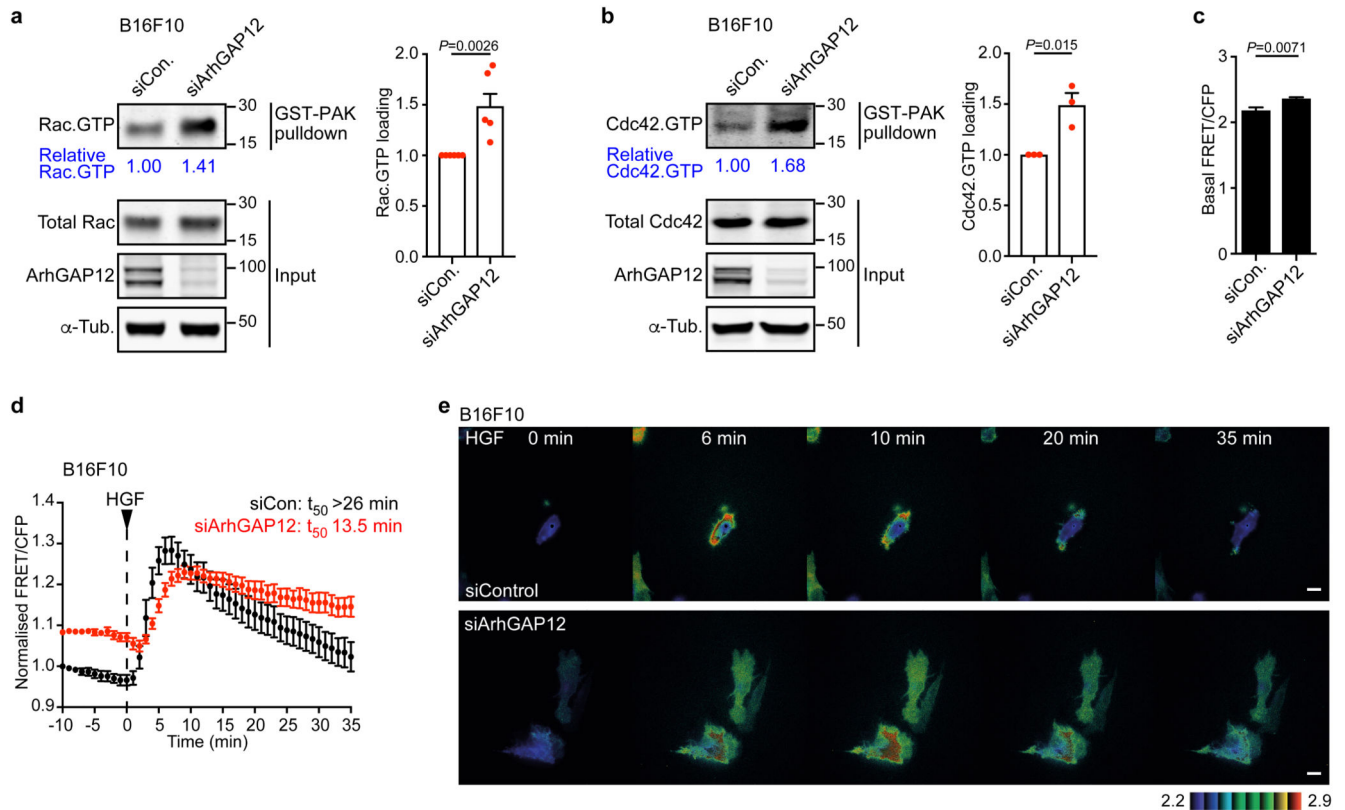 a
B16F10
siCon.
siArhGAP12
Rac.GTP
30
15
GST-PAK
pulldown
Relative
Rac.GTP
1.00
1.41
Total Rac
30
15
ArhGAP12
100
Input
α-Tub.
50
P=0.0026
2.0
1.5
1.0
0.5
0.0
Rac.GTP loading
siCon.
siArhGAP12
b
B16F10
siCon.
siArhGAP12
Cdc42.GTP
30
15
GST-PAK
pulldown
Relative
Cdc42.GTP
1.00
1.68
Total Cdc42
30
15
ArhGAP12
100
Input
α-Tub.
50
P=0.015
2.0
1.5
1.0
0.5
0.0
Cdc42.GTP loading
siCon.
siArhGAP12
c
P=0.0071
3
2
1
0
Basal FRET/CFP
siCon.
siArhGAP12
d
B16F10
HGF
siCon: t50 >26 min
siArhGAP12: t50 13.5 min
1.4
1.3
1.2
1.1
1.0
0.9
Normalised FRET/CFP
-10 -5 0 5 10 15 20 25 30 35
Time (min)
e
B16F10
HGF 0 min 6 min 10 min 20 min 35 min
siControl
siArhGAP12
2.2 2.9